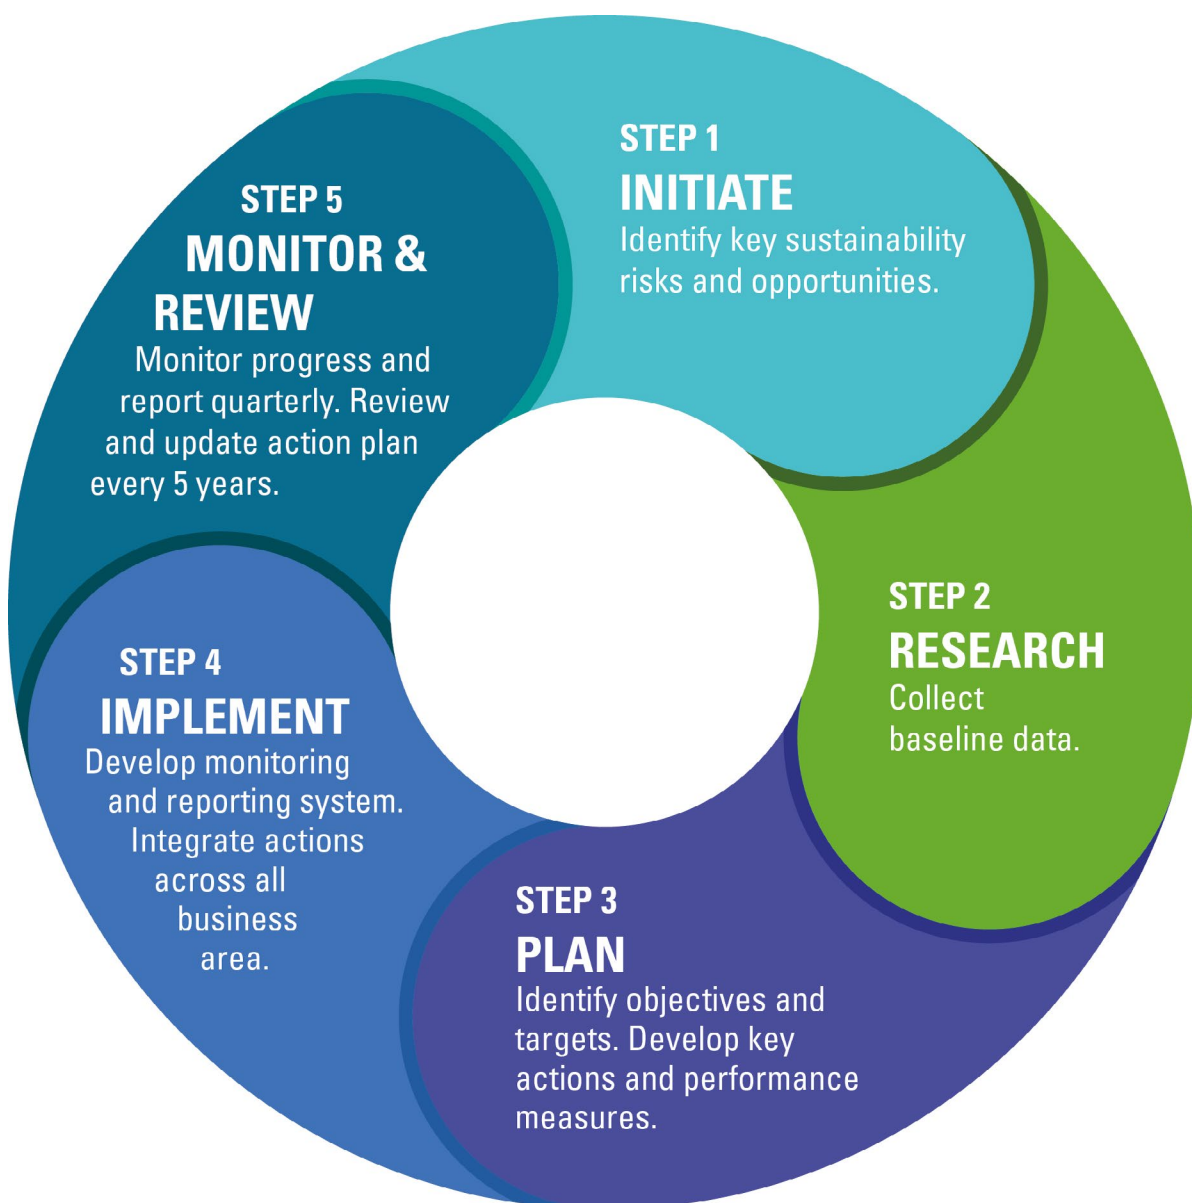 STEP 1
INITIATE
Identify key sustainability
risks and opportunities.
STEP 2
RESEARCH
Collect
baseline data.
STEP 3
PLAN
Identify objectives and
targets. Develop key
actions and performance
measures.
STEP 4
IMPLEMENT
Develop monitoring
and reporting system.
Integrate actions
across all
business
area.
STEP 5
MONITOR &
REVIEW
Monitor progress and
report quarterly. Review
and update action plan
every 5 years.